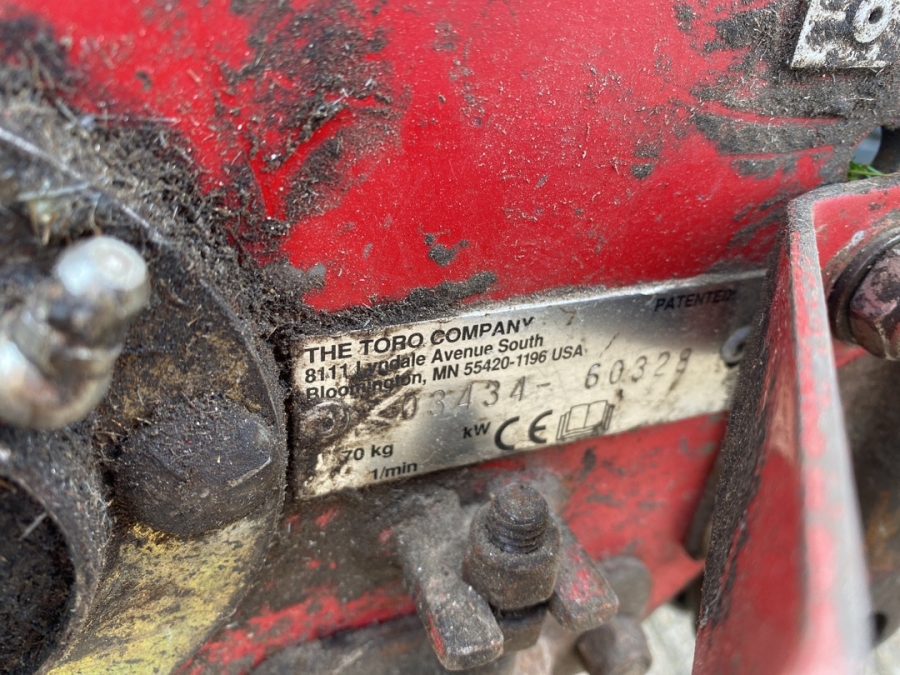 PATENTED
THE TORO COMPANY
8111 Lyndale Avenue South
Bloomington, MN 55420-1196 USA
03434- 60328
kW CE
70 kg
1/min